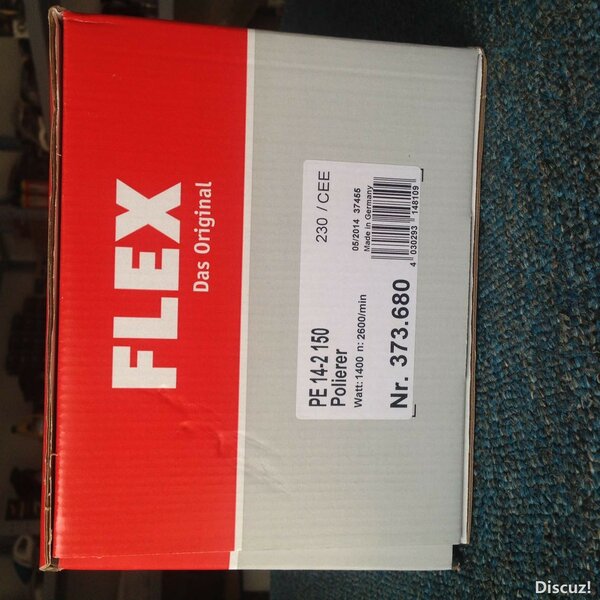 FLEX
Das Original
230 / CEE
PE 14-2 150
Polierer
Watt: 1400 n: 2600/min
05/2014 37455
Made in Germany
Nr. 373.680
4 030293 148109
Discuz!